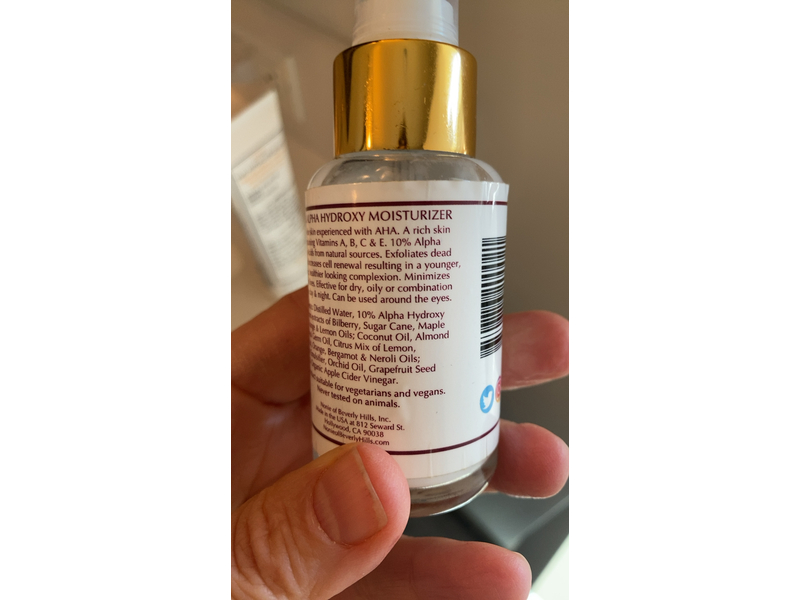 ALPHA HYDROXY MOISTURIZER
skin experienced with AHA. A rich skin
Vitamins A, B, C & E. 10% Alpha
from natural sources. Exfoliates dead
cell renewal resulting in a younger,
healthier looking complexion. Minimizes
Effective for dry, oily or combination
& night. Can be used around the eyes.
Distilled Water, 10% Alpha Hydroxy
extracts of Bilberry, Sugar Cane, Maple
& Lemon Oils; Coconut Oil, Almond
Oil, Citrus Mix of Lemon,
Orange, Bergamot & Neroli Oils;
Orchid Oil, Grapefruit Seed
Apple Cider Vinegar.
suitable for vegetarians and vegans.
Never tested on animals.
of Beverly Hills, Inc.
Made in the USA at 812 Seward St.
Hollywood, CA 90038